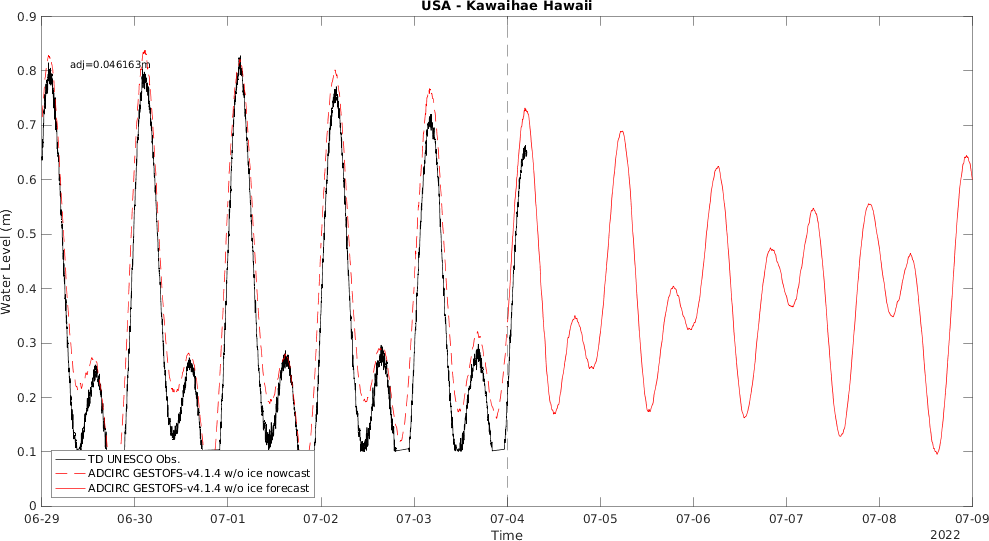 USA - Kawaihae Hawaii
0.9
adj=0.046163m
0.8
0.7
0.6
0.5
0.4
0.3
0.2
0.1
0
Water Level (m)
TD UNESCO Obs.
ADCIRC GESTOFS-v4.1.4 w/o ice nowcast
ADCIRC GESTOFS-v4.1.4 w/o ice forecast
06-29 06-30 07-01 07-02 07-03 07-04 07-05 07-06 07-07 07-08 07-09
Time
2022